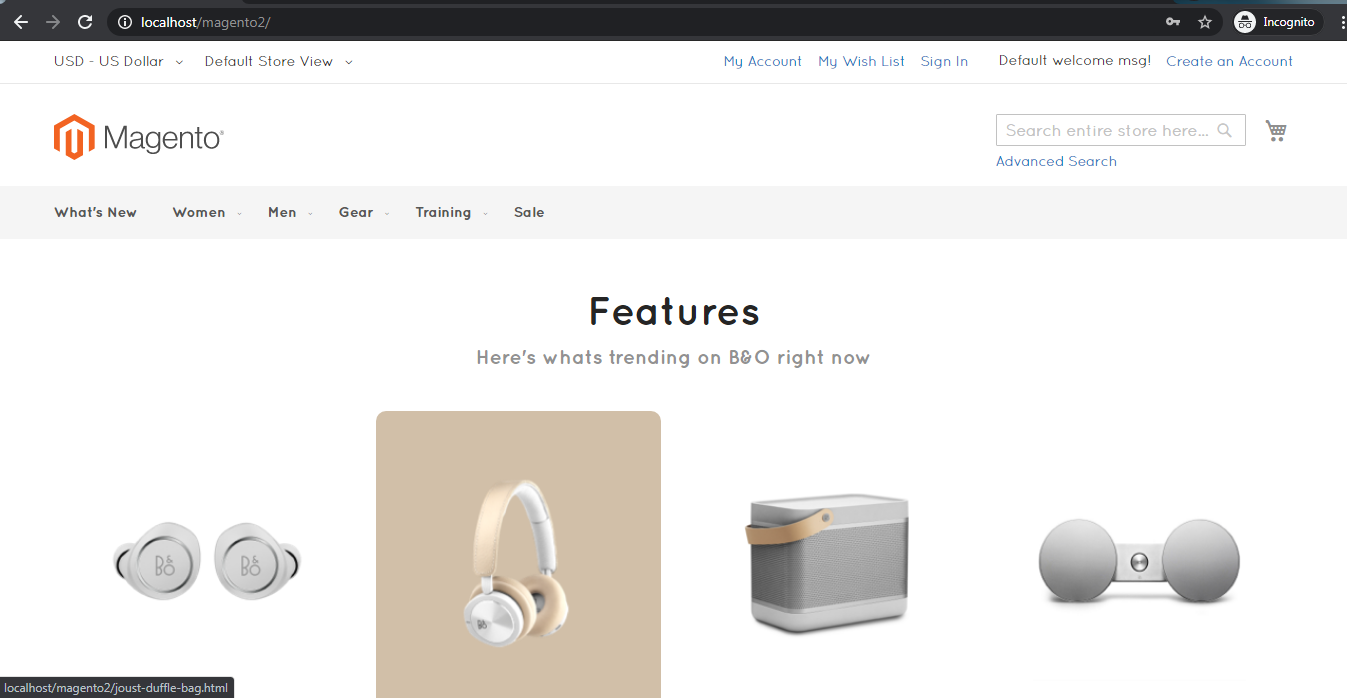 localhost/magento2/
Incognito
USD - US Dollar Default Store View My Account My Wish List Sign In Default welcome msg! Create an Account
Magento®
Search entire store here...
Advanced Search
What's New Women Men Gear Training Sale
Features
Here's whats trending on B&O right now
B&O B&O
B&O
localhost/magento2/joust-duffle-bag.html